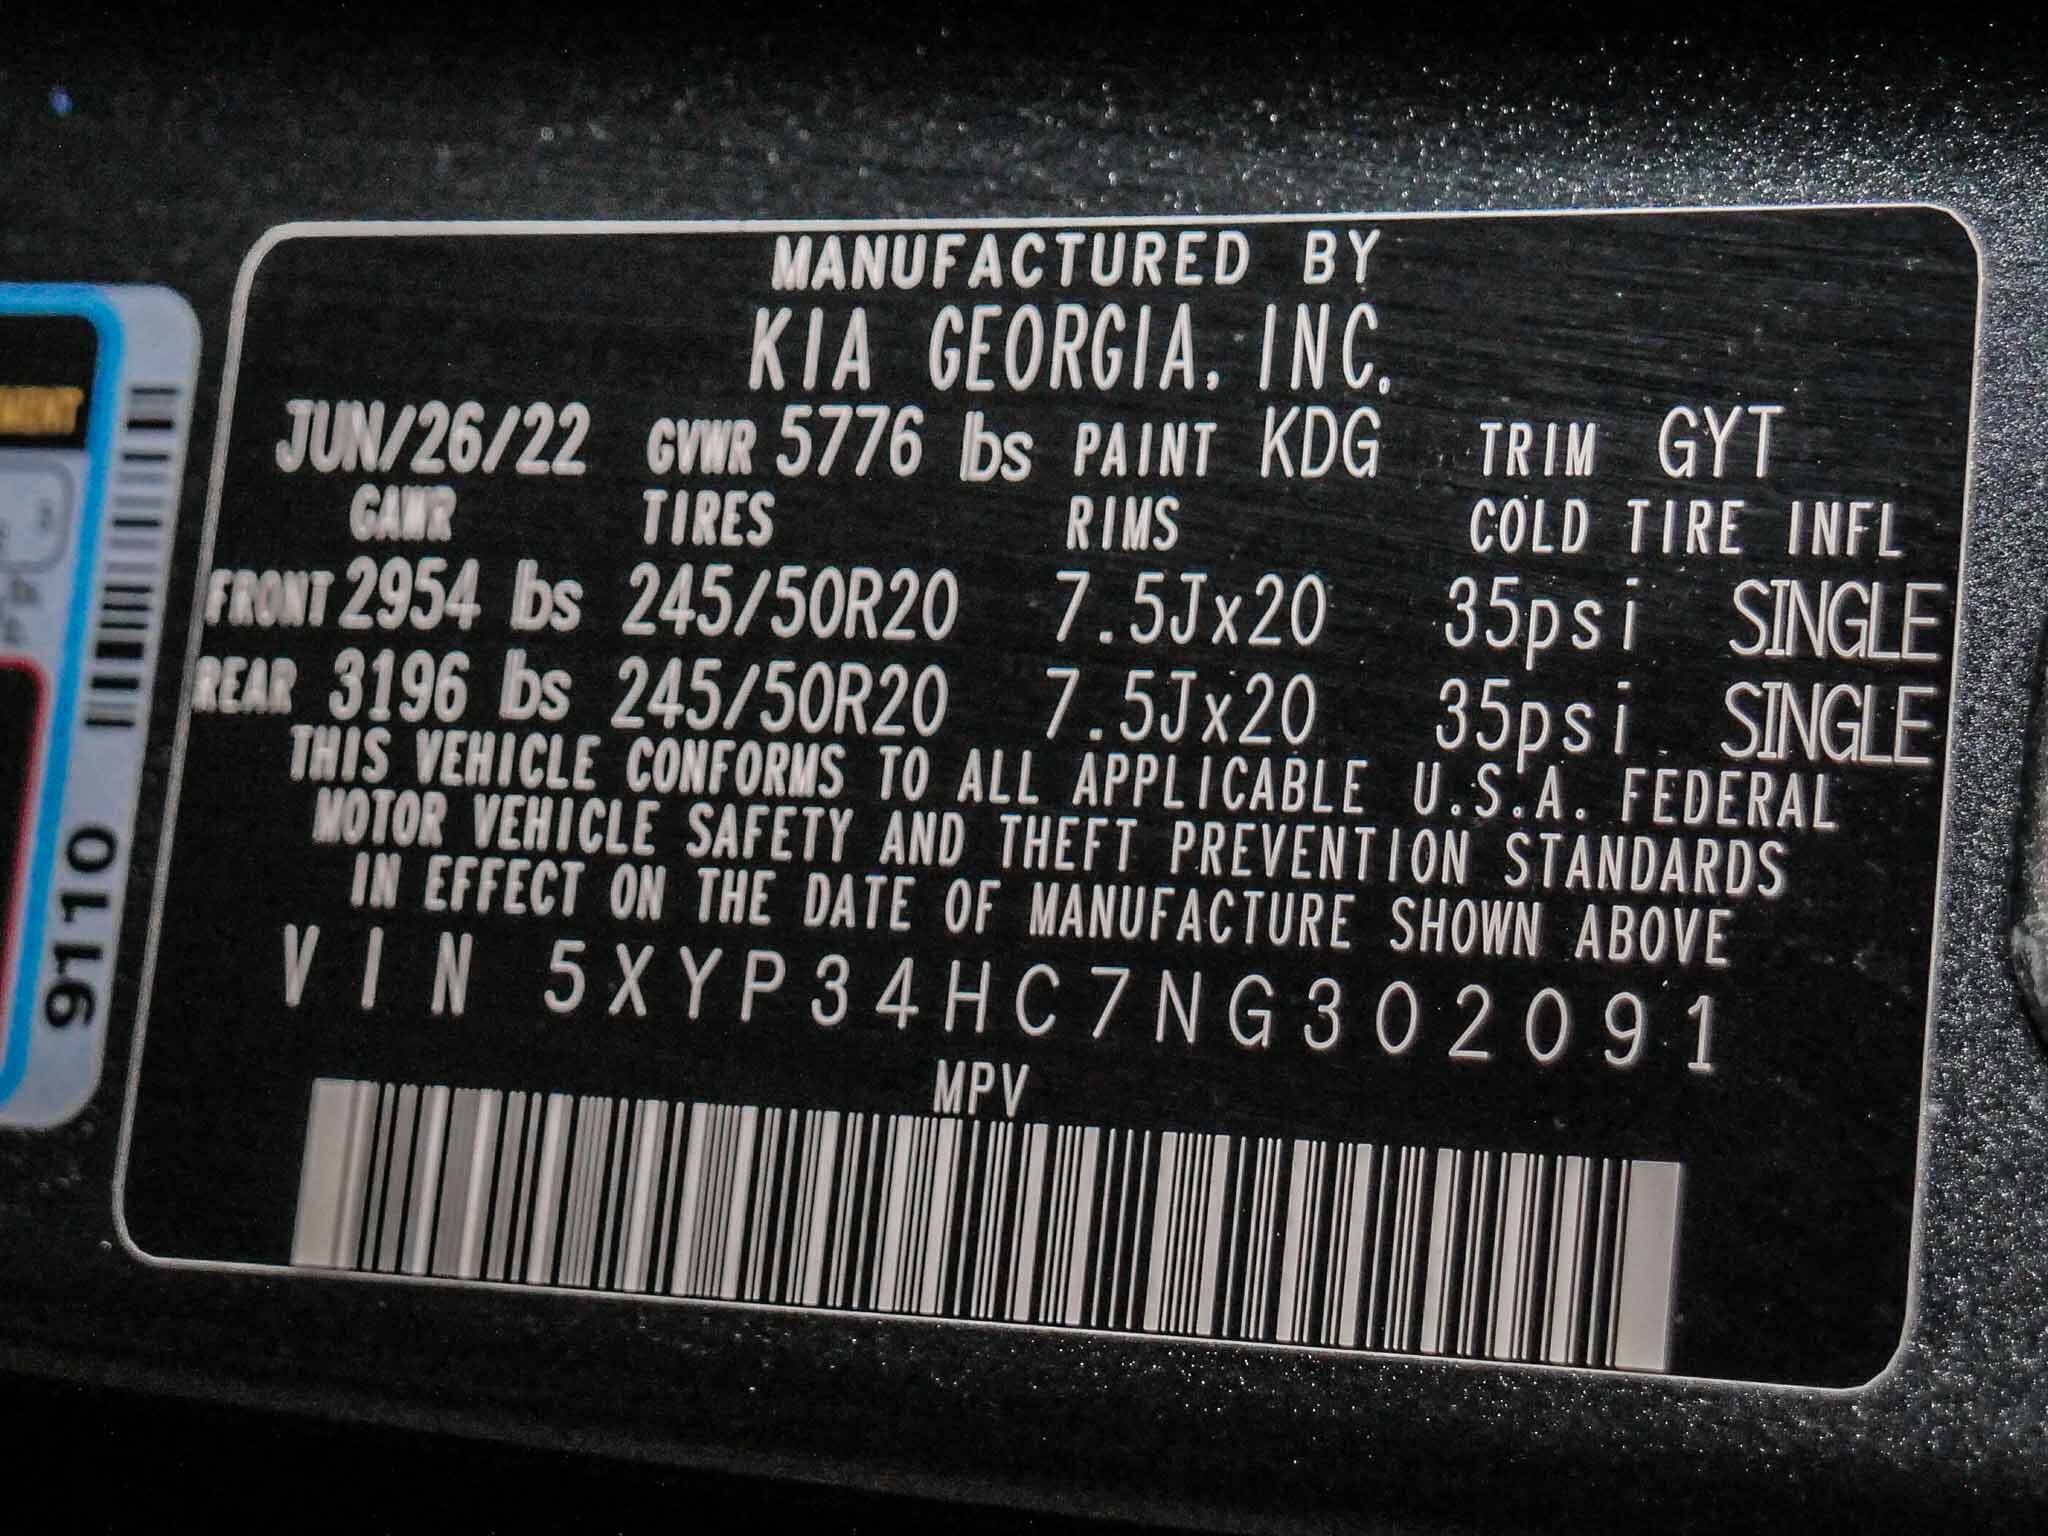 MANUFACTURED BY
KIA GEORGIA, INC.
JUN/26/22 GVWR 5776 lbs PAINT KDG TRIM GYT
GAWR TIRES RIMS COLD TIRE INFL
FRONT 2954 lbs 245/50R20 7.5Jx20 35psi SINGLE
REAR 3196 lbs 245/50R20 7.5Jx20 35psi SINGLE
THIS VEHICLE CONFORMS TO ALL APPLICABLE U.S.A. FEDERAL
MOTOR VEHICLE SAFETY AND THEFT PREVENTION STANDARDS
IN EFFECT ON THE DATE OF MANUFACTURE SHOWN ABOVE
VIN 5XYP34HC7NG302091
MPV
9110